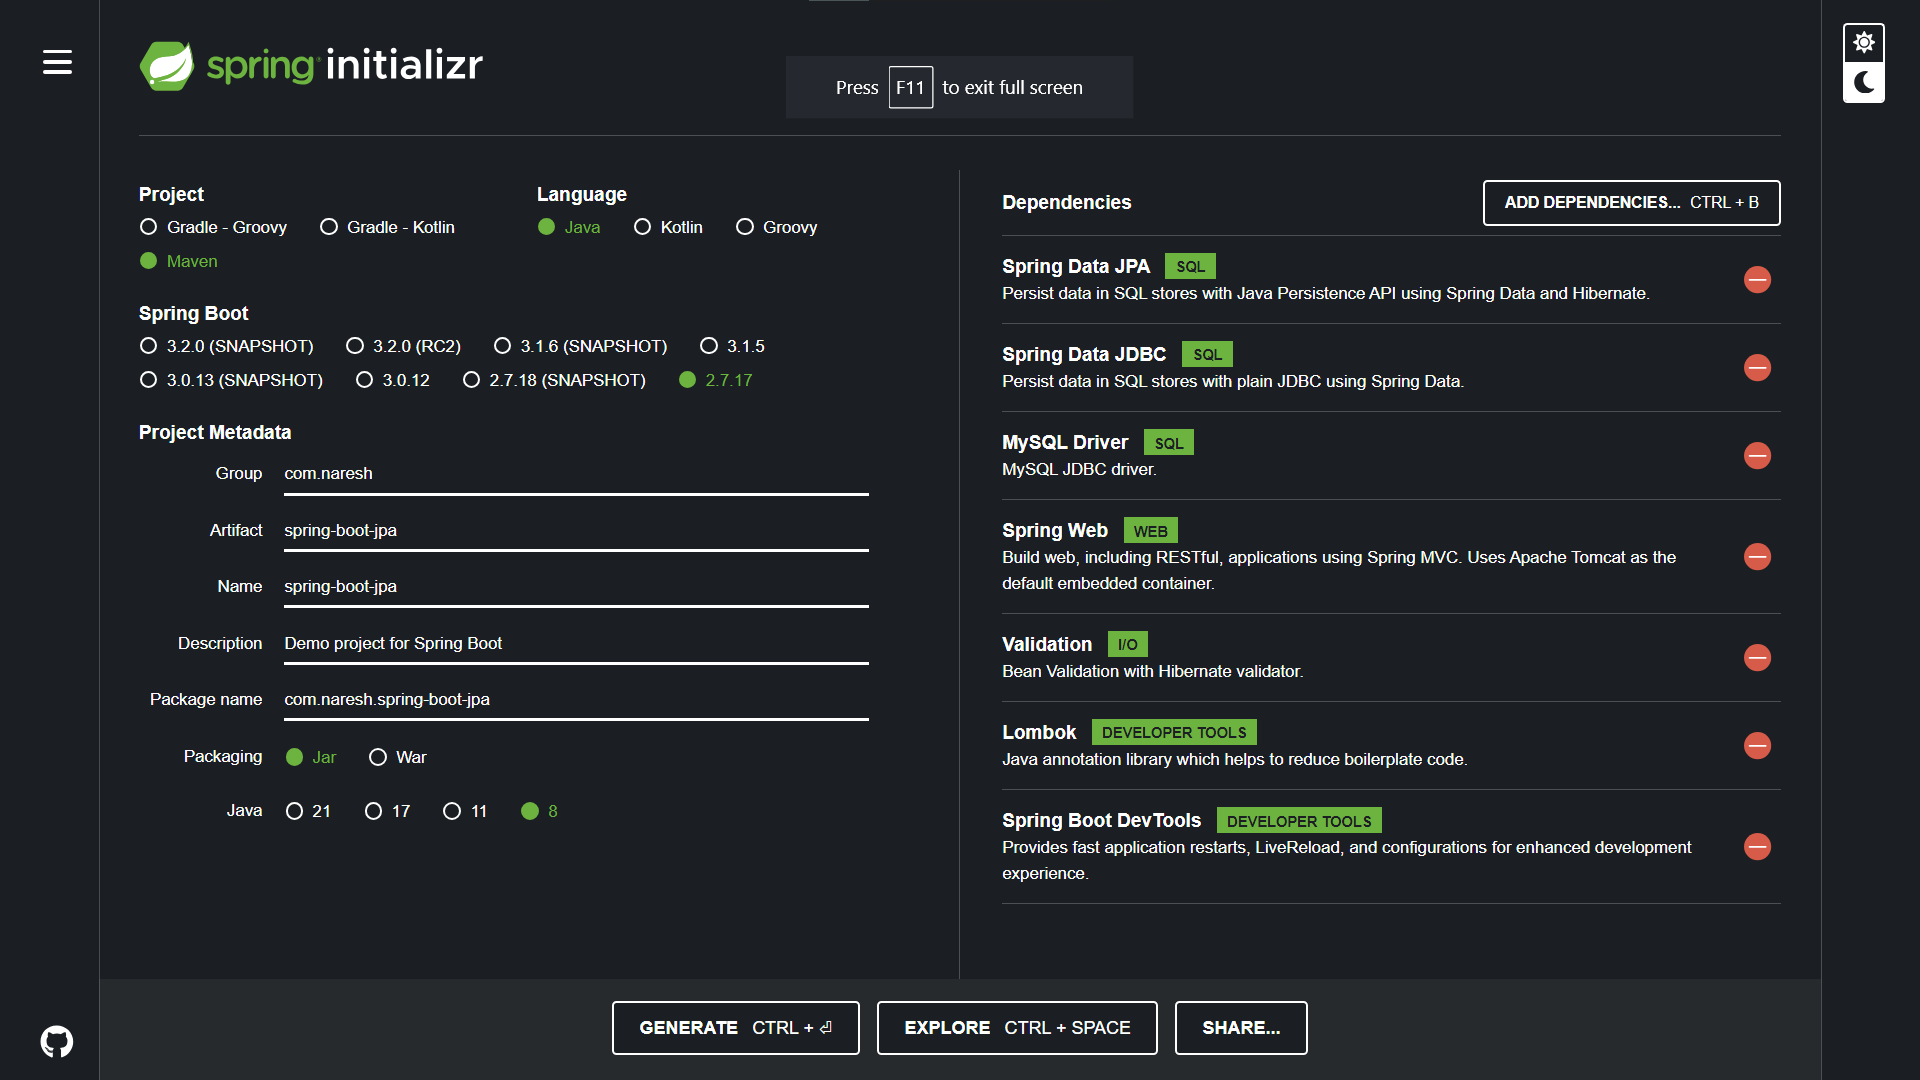 spring initializr
Press F11 to exit full screen
Project
Gradle - Groovy Gradle - Kotlin
Maven
Language
Java Kotlin Groovy
Spring Boot
3.2.0 (SNAPSHOT) 3.2.0 (RC2) 3.1.6 (SNAPSHOT) 3.1.5
3.0.13 (SNAPSHOT) 3.0.12 2.7.18 (SNAPSHOT) 2.7.17
Project Metadata
Group com.naresh
Artifact spring-boot-jpa
Name spring-boot-jpa
Description Demo project for Spring Boot
Package name com.naresh.spring-boot-jpa
Packaging Jar War
Java 21 17 11 8
Dependencies
ADD DEPENDENCIES... CTRL + B
Spring Data JPA SQL
Persist data in SQL stores with Java Persistence API using Spring Data and Hibernate.
Spring Data JDBC SQL
Persist data in SQL stores with plain JDBC using Spring Data.
MySQL Driver SQL
MySQL JDBC driver.
Spring Web WEB
Build web, including RESTful, applications using Spring MVC. Uses Apache Tomcat as the
default embedded container.
Validation I/O
Bean Validation with Hibernate validator.
Lombok DEVELOPER TOOLS
Java annotation library which helps to reduce boilerplate code.
Spring Boot DevTools DEVELOPER TOOLS
Provides fast application restarts, LiveReload, and configurations for enhanced development
experience.
GENERATE CTRL + ⏎
EXPLORE CTRL + SPACE
SHARE...